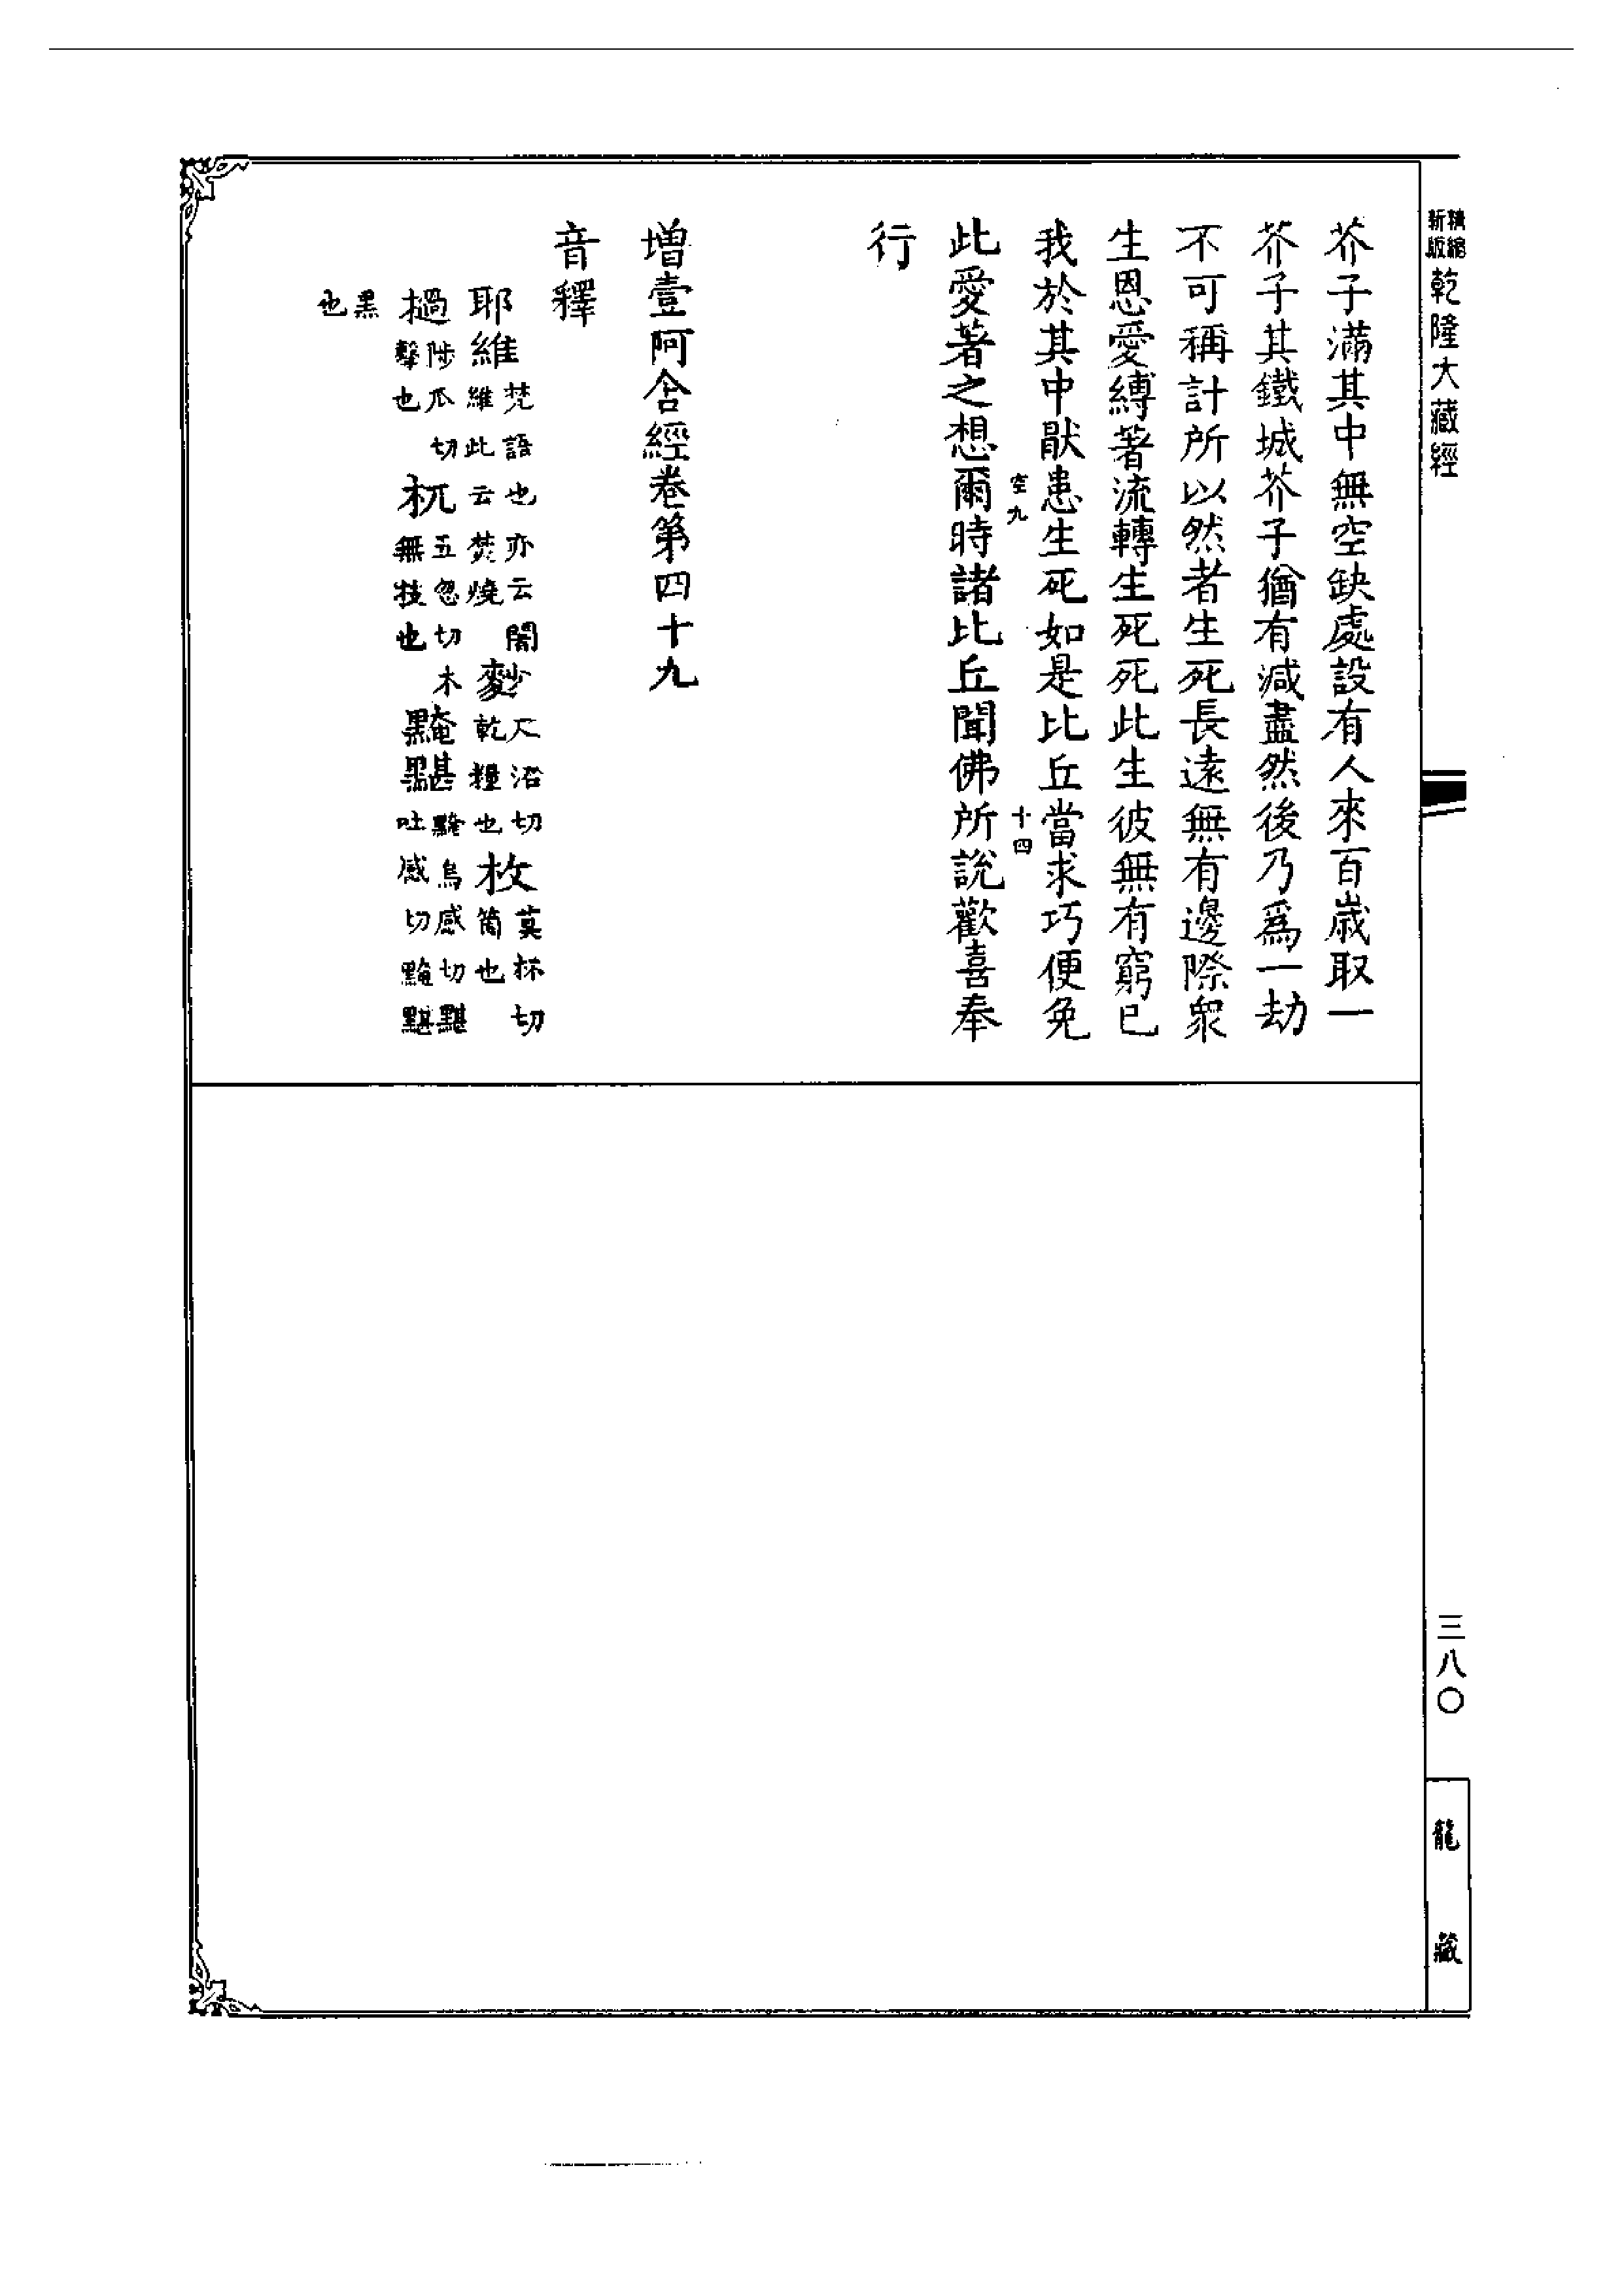 精縮新版 乾隆大藏經
芥子滿其中無空缺處設有人來百歲取一
芥子其鐵城芥子猶有減盡然後乃爲一劫
不可稱計所以然者生死長遠無有邊際衆
生恩愛縛著流轉生死死此生彼無有窮已
我於其中猒患生死如是比丘當求巧便免
空九 十四
此愛著之想爾時諸比丘聞佛所說歡喜奉
行
增壹阿含經卷第四十九
音釋
耶維 梵語也亦云闍維此云焚燒 麨 尺沼切乾糧也 枚 莫杯切箇也
撾 陟瓜切擊也 杌 五忽切木無枝也 黤黮 黤烏感切黮吐感切黤黮
黑也
三八〇
龍藏